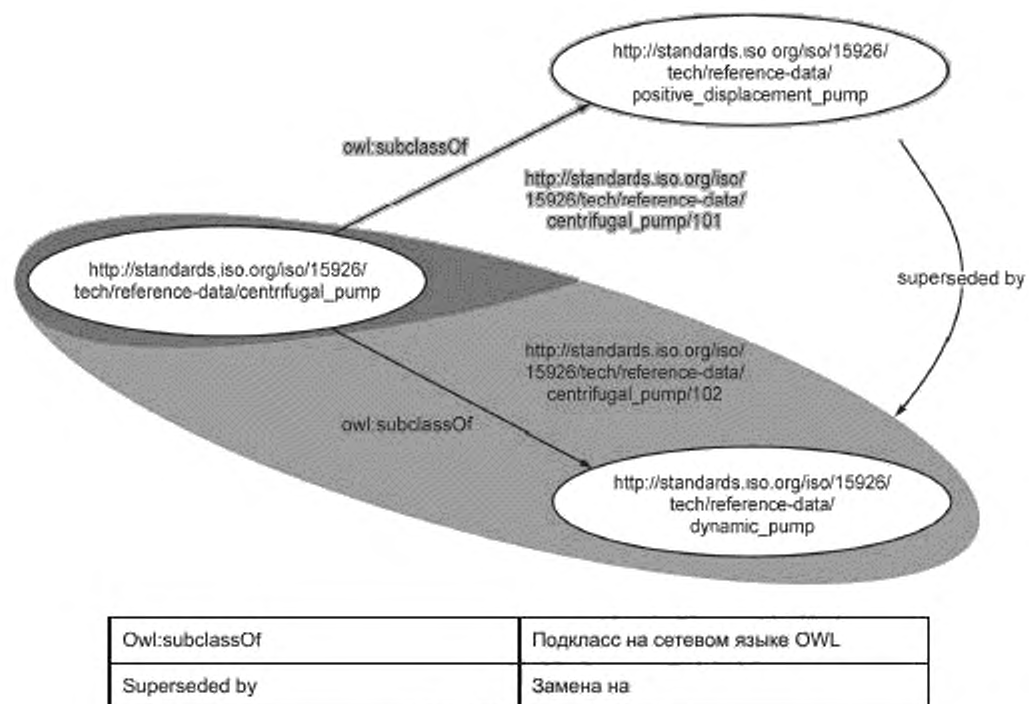 http://standards.iso org/iso/15926/
tech/reference-data/
positive_displacement_pump
owl:subclassOf
http://standards.iso.org/iso/
15926/tech/reference-data/
centrifugal_pump/101
http://standards.iso.org/iso/15926/
tech/reference-data/centrifugal_pump
superseded by
http://standards.iso.org/iso/
15926/tech/reference-data/
centrifugal_pump/102
owl:subclassOf
http://standards.iso.org/iso/15926/
tech/reference-data/
dynamic_pump
Owl:subclassOf
Подкласс на сетевом языке OWL
Superseded by
Замена на